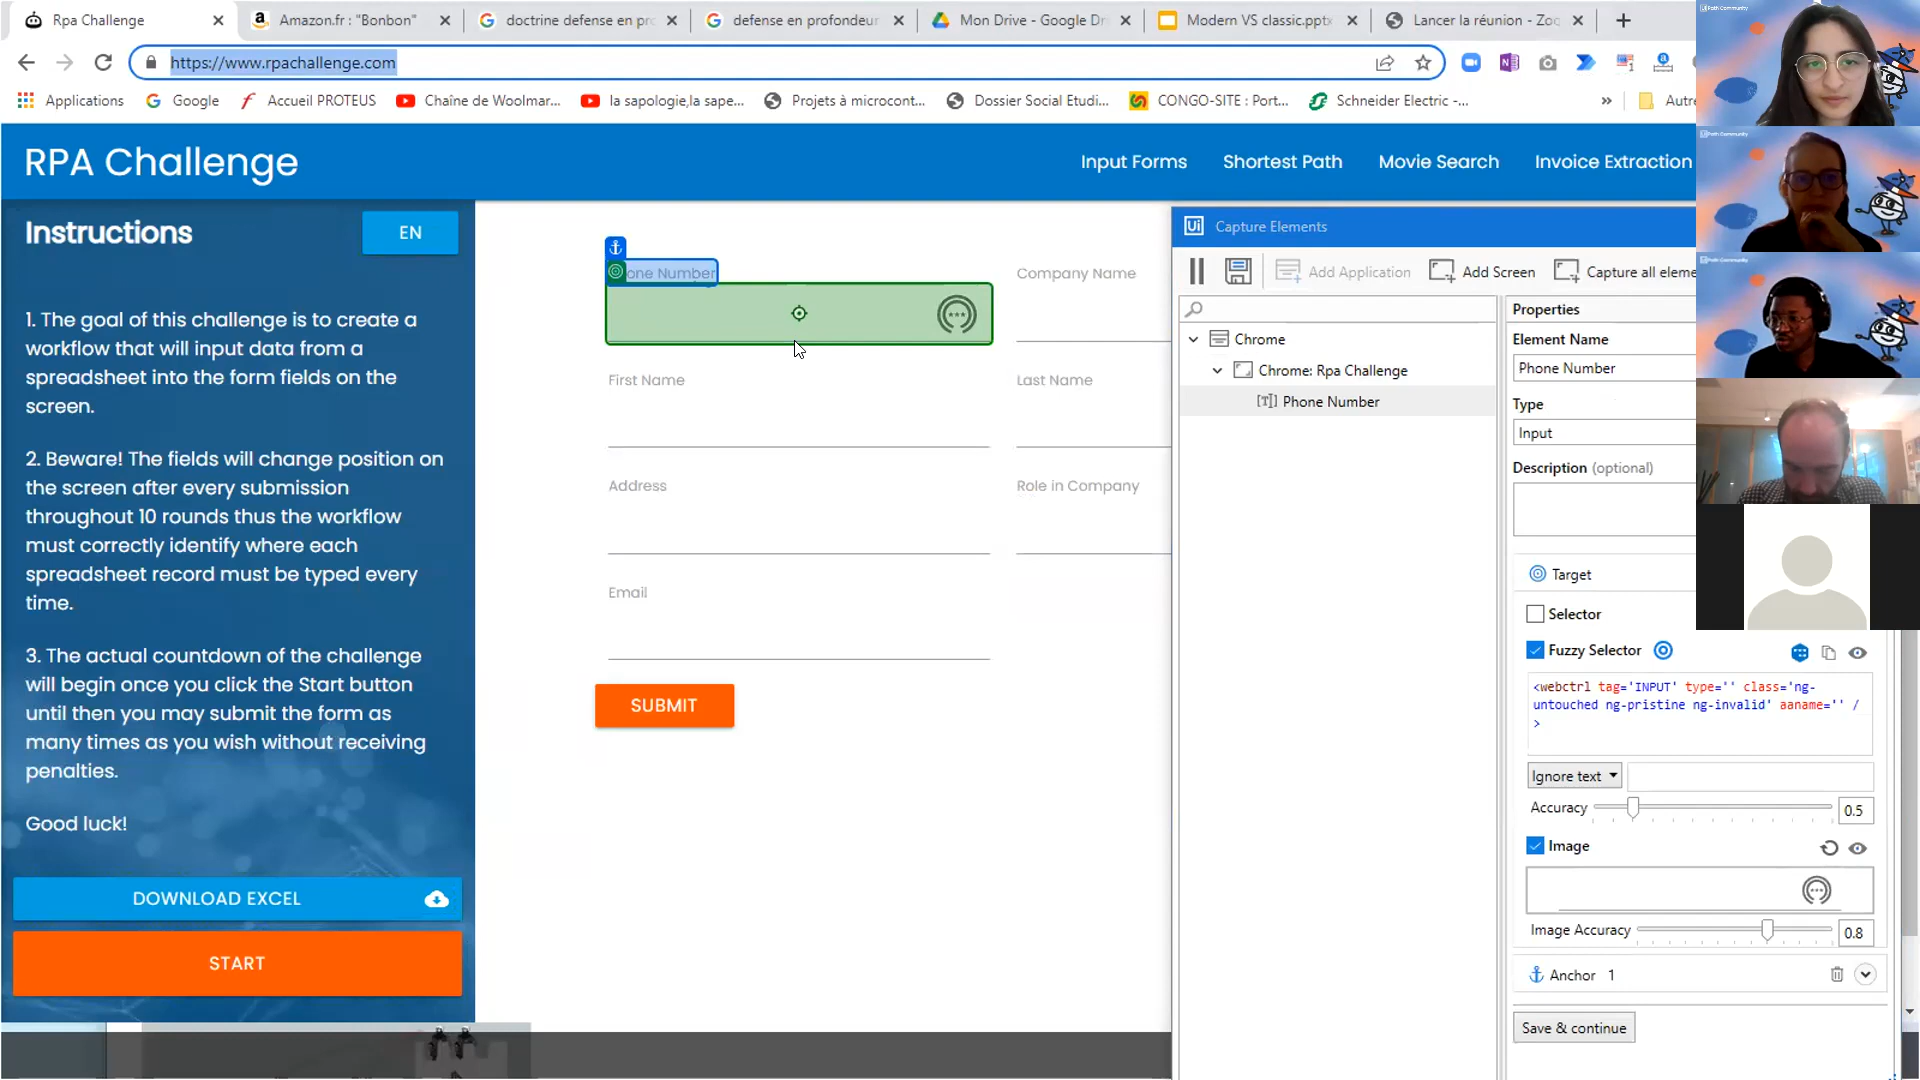 Rpa Challenge
Amazon.fr : "Bonbon"
doctrine defense en pro
defense en profondeur
Mon Drive - Google Dri
Modern VS classic.pptx
Lancer la réunion - Zoo
https://www.rpachallenge.com
Applications
Google
Accueil PROTEUS
Chaîne de Woolmar...
la sapologie,la sape...
Projets à microcont...
Dossier Social Etudi...
CONGO-SITE : Port...
Schneider Electric -...
»
Autre
RPA Challenge
Input Forms
Shortest Path
Movie Search
Invoice Extraction
Instructions
EN
1. The goal of this challenge is to create a
workflow that will input data from a
spreadsheet into the form fields on the
screen.
2. Beware! The fields will change position on
the screen after every submission
throughout 10 rounds thus the workflow
must correctly identify where each
spreadsheet record must be typed every
time.
3. The actual countdown of the challenge
will begin once you click the Start button
until then you may submit the form as
many times as you wish without receiving
penalties.
Good luck!
DOWNLOAD EXCEL
START
one Number
Company Name
First Name
Last Name
Address
Role in Company
Email
SUBMIT
Ui Capture Elements
Add Application
Add Screen
Capture all eleme
Chrome
Chrome: Rpa Challenge
[T] Phone Number
Properties
Element Name
Phone Number
Type
Input
Description (optional)
Target
Selector
Fuzzy Selector
<webctrl tag='INPUT' type='' class='ng-
untouched ng-pristine ng-invalid' aaname='' /
>
Ignore text
Accuracy
0.5
Image
Image Accuracy
0.8
Anchor 1
Save & continue